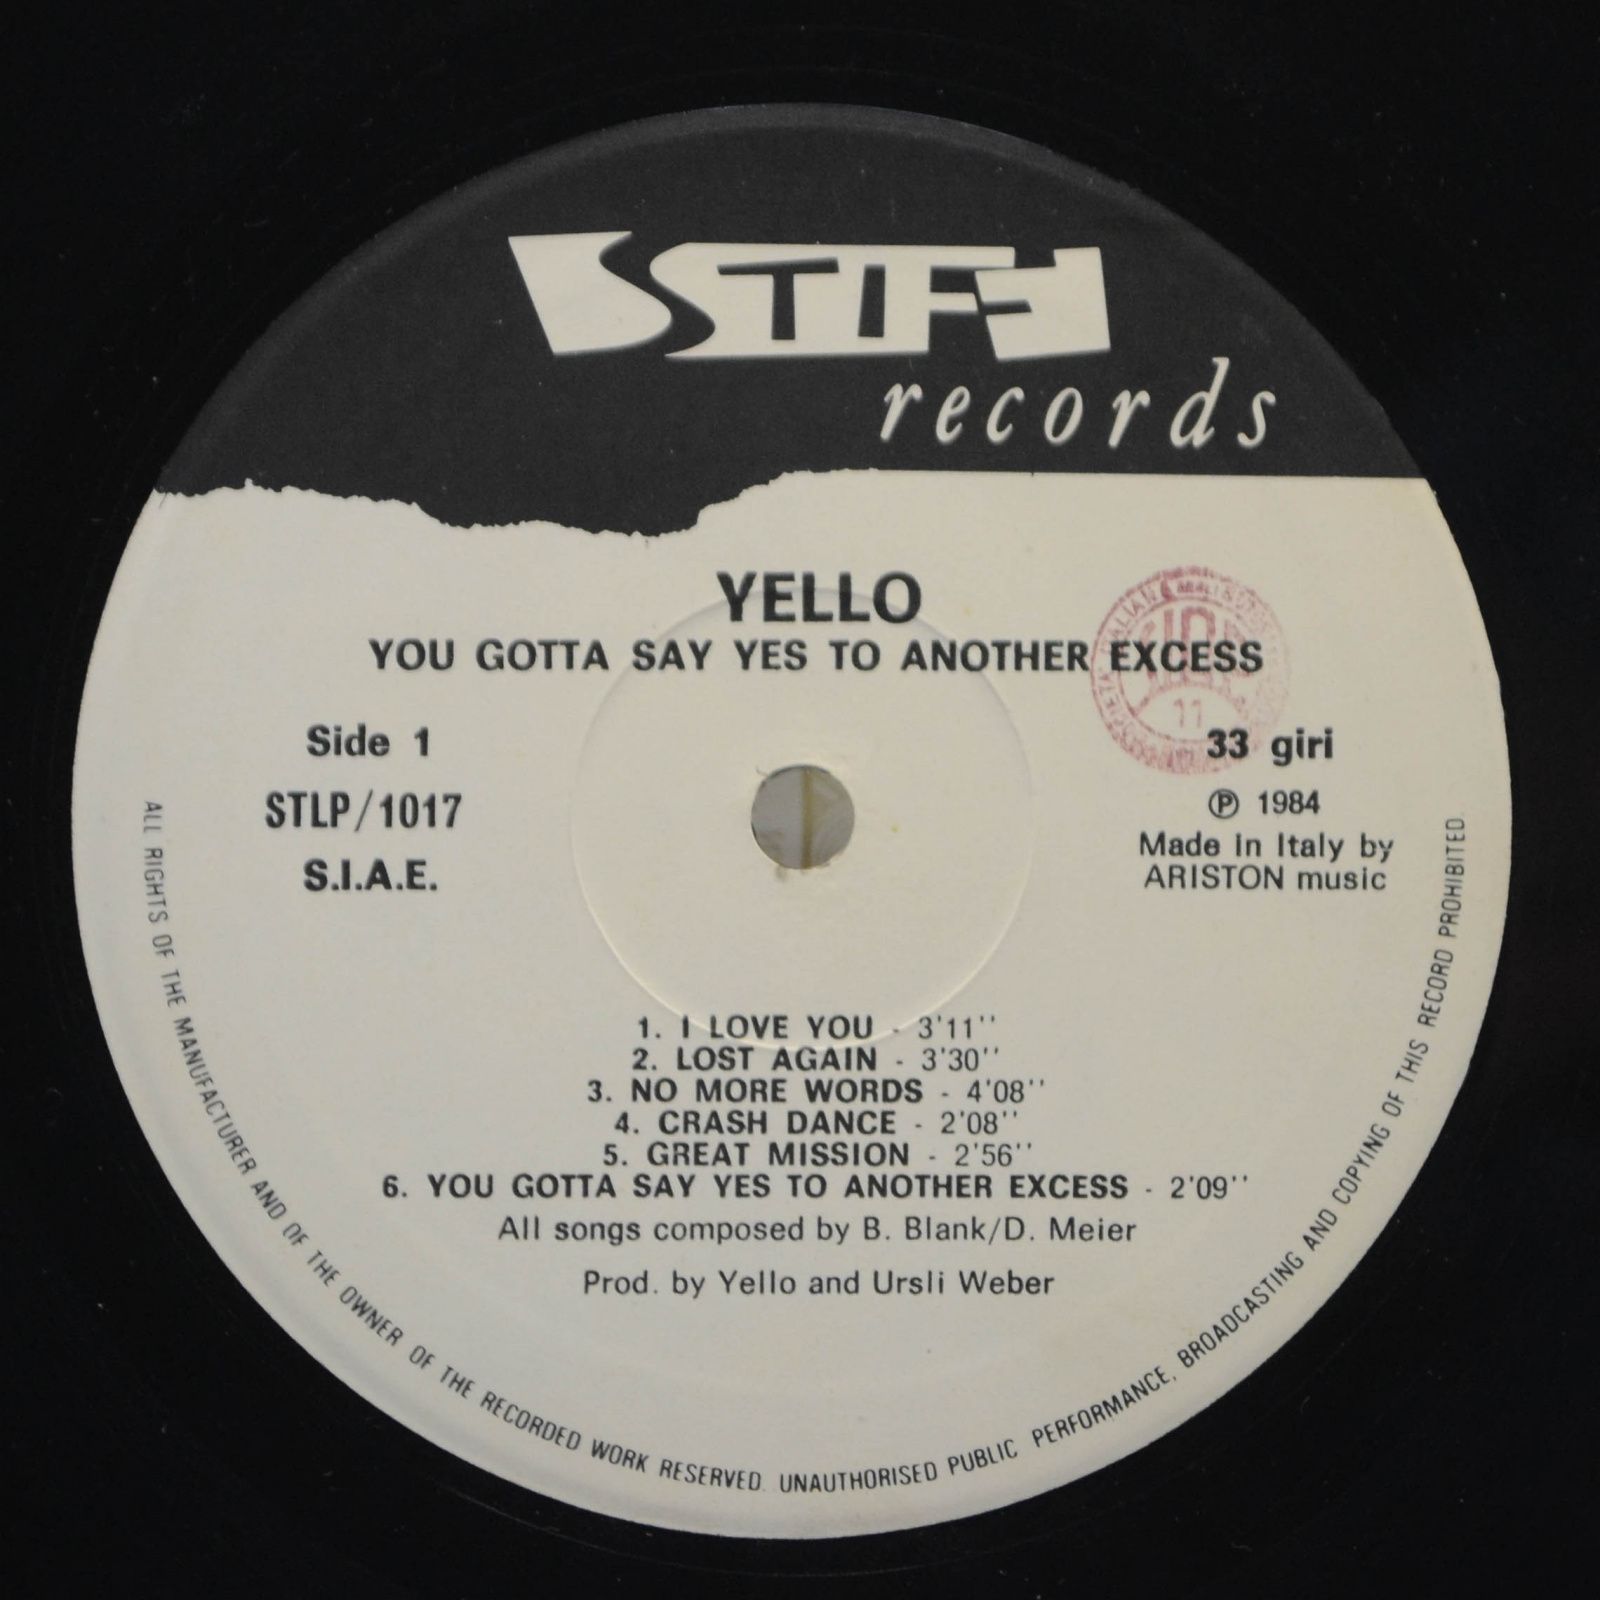 STIFF
records
YELLO
YOU GOTTA SAY YES TO ANOTHER EXCESS
Side 1
STLP/1017
S.I.A.E.
11
33 giri
℗ 1984
Made in Italy by
ARISTON music
1. I LOVE YOU - 3'11''
2. LOST AGAIN - 3'30''
3. NO MORE WORDS - 4'08''
4. CRASH DANCE - 2'08''
5. GREAT MISSION - 2'56''
6. YOU GOTTA SAY YES TO ANOTHER EXCESS - 2'09''
All songs composed by B. Blank/D. Meier
Prod. by Yello and Ursli Weber
ALL RIGHTS OF THE MANUFACTURER AND OF THE OWNER OF THE RECORDED WORK RESERVED. UNAUTHORISED PUBLIC PERFORMANCE, BROADCASTING AND COPYING OF THIS RECORD PROHIBITED.